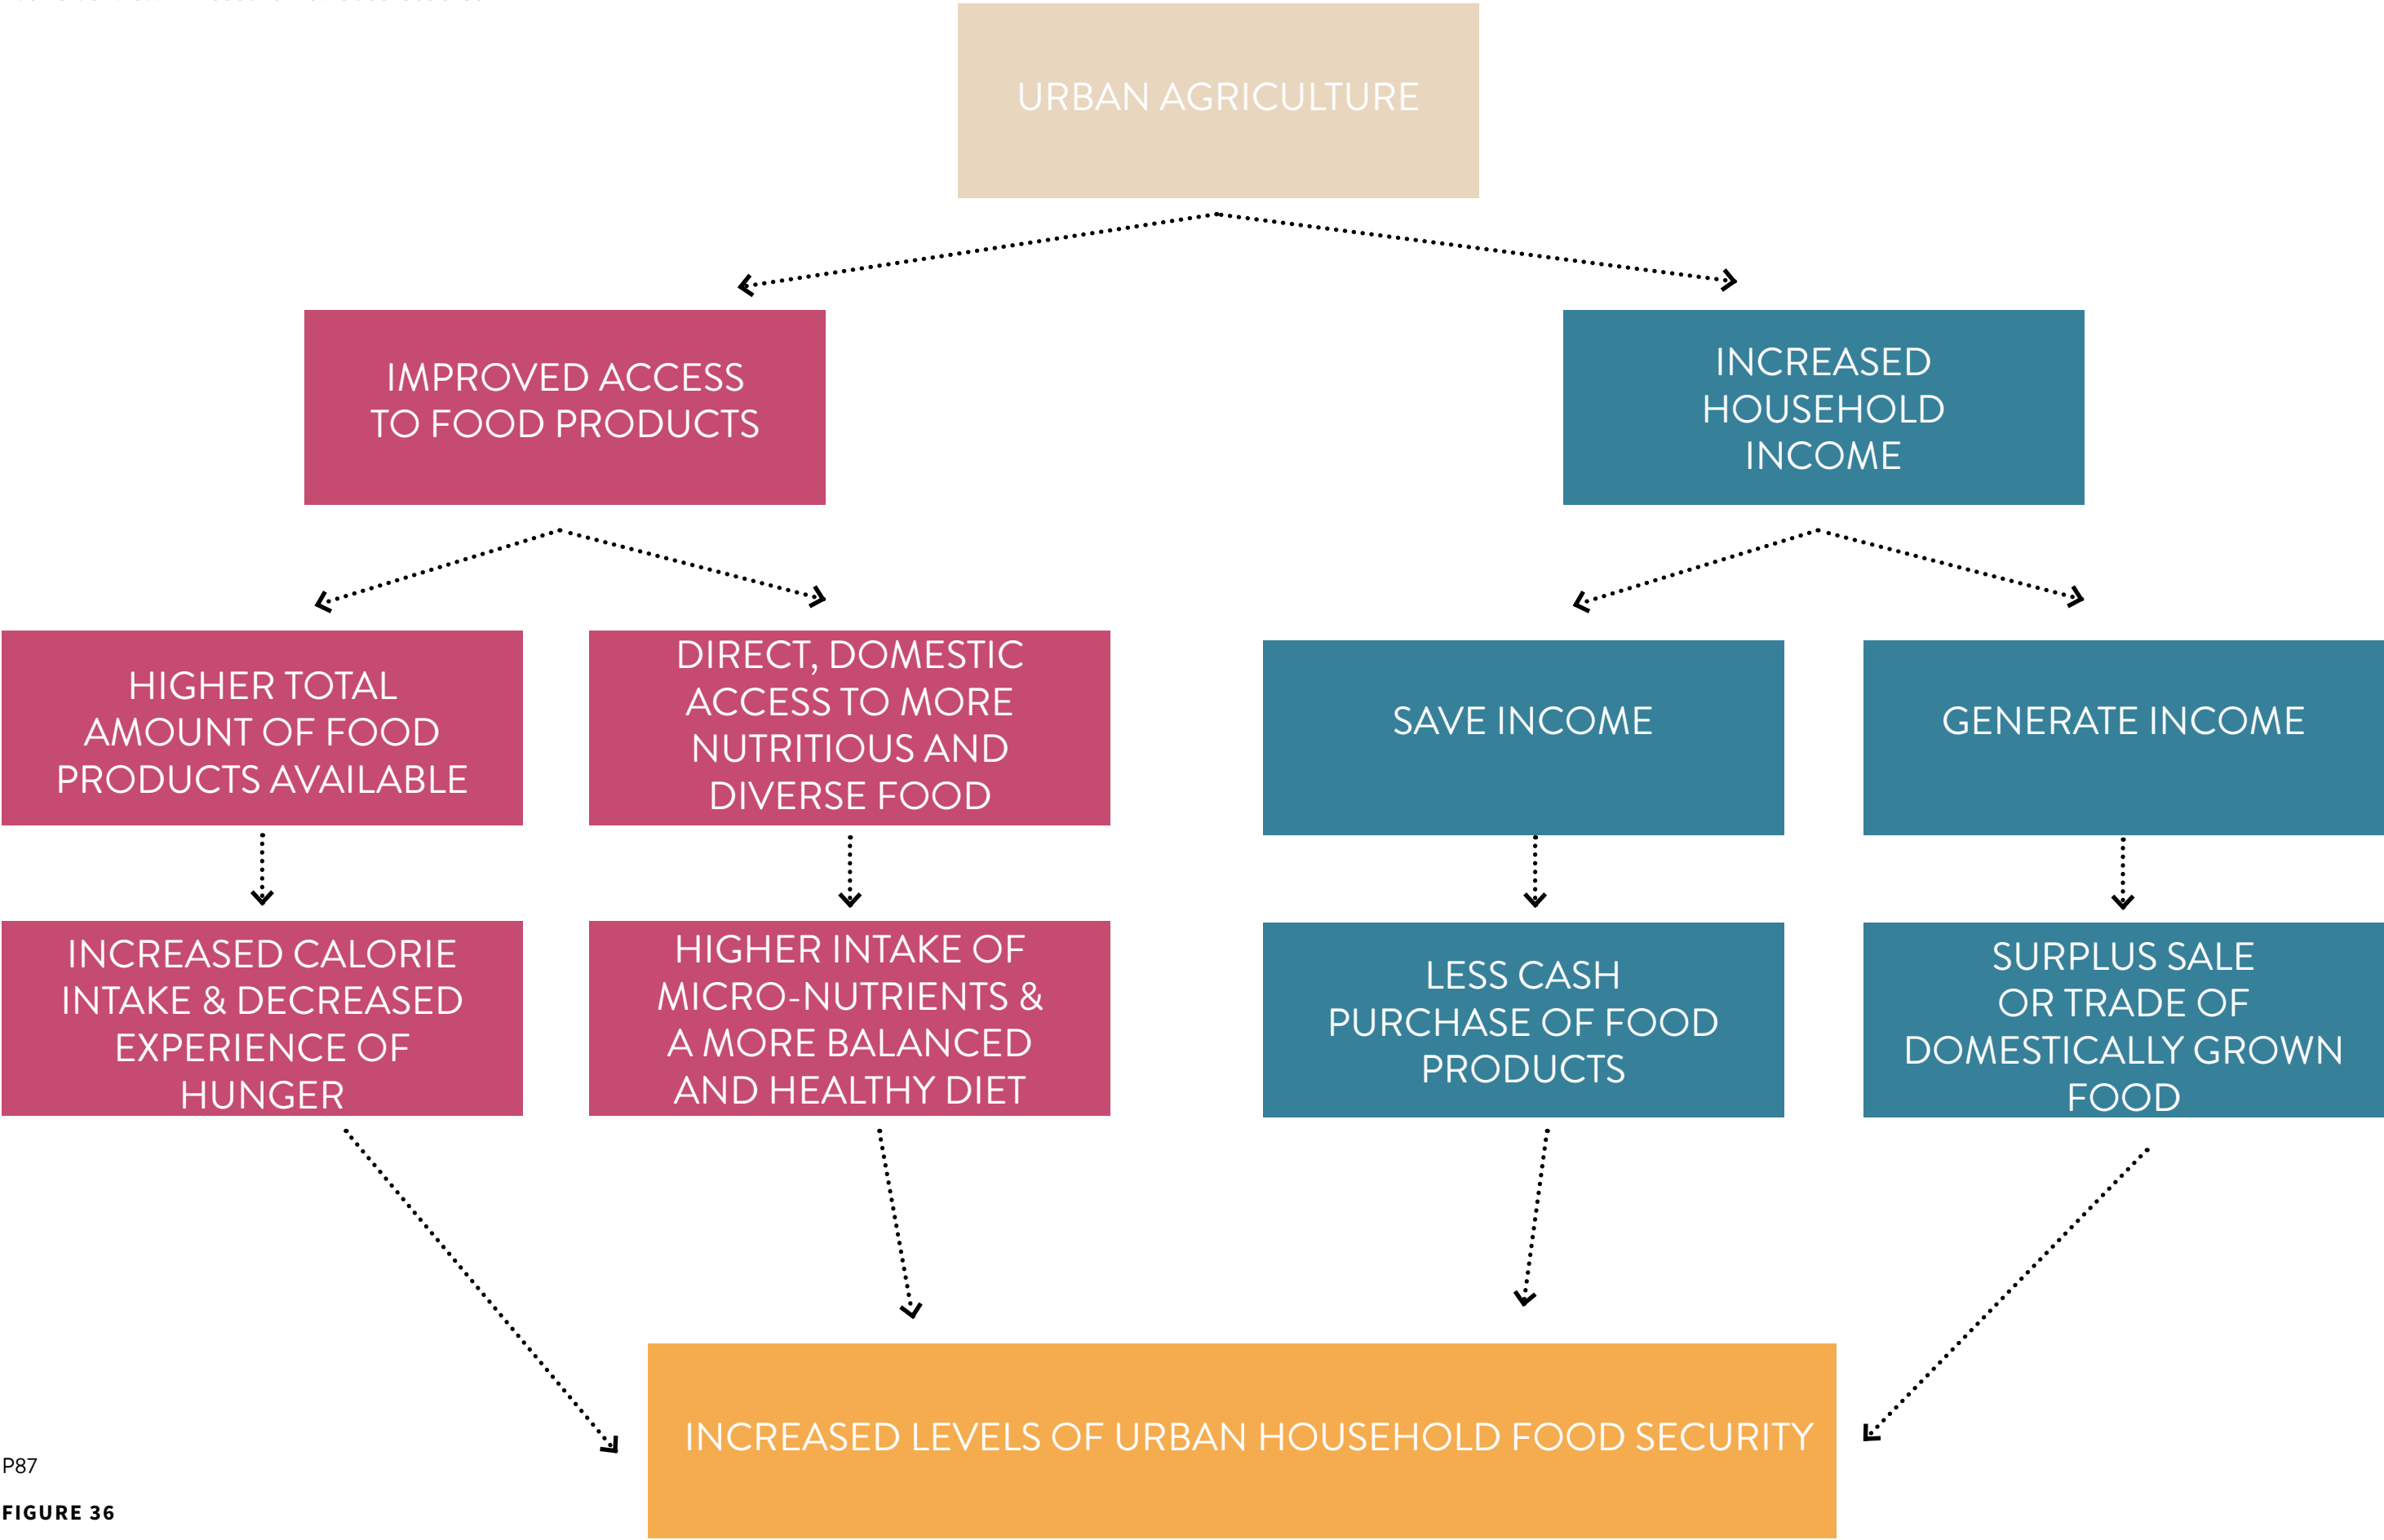 URBAN AGRICULTURE
IMPROVED ACCESS
TO FOOD PRODUCTS
INCREASED
HOUSEHOLD
INCOME
HIGHER TOTAL
AMOUNT OF FOOD
PRODUCTS AVAILABLE
DIRECT, DOMESTIC
ACCESS TO MORE
NUTRITIOUS AND
DIVERSE FOOD
SAVE INCOME
GENERATE INCOME
INCREASED CALORIE
INTAKE & DECREASED
EXPERIENCE OF
HUNGER
HIGHER INTAKE OF
MICRO-NUTRIENTS &
A MORE BALANCED
AND HEALTHY DIET
LESS CASH
PURCHASE OF FOOD
PRODUCTS
SURPLUS SALE
OR TRADE OF
DOMESTICALLY GROWN
FOOD
INCREASED LEVELS OF URBAN HOUSEHOLD FOOD SECURITY
P87
FIGURE 36